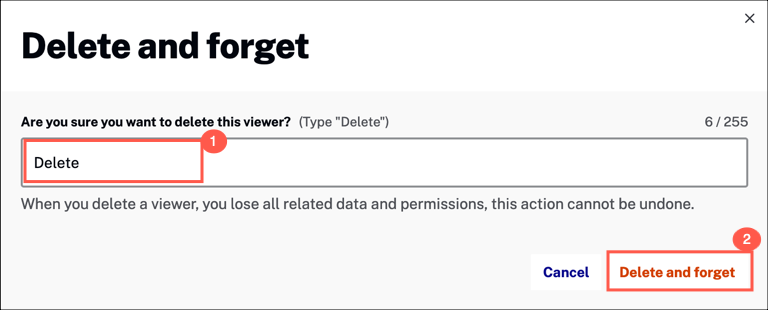 Delete and forget
Are you sure you want to delete this viewer? (Type "Delete") 6 / 255
1
Delete
When you delete a viewer, you lose all related data and permissions, this action cannot be undone.
2
Cancel Delete and forget